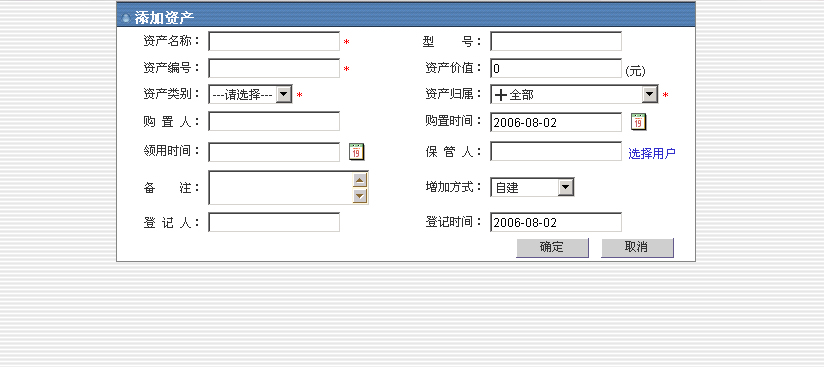 添加资产
资产名称： * 型 号：
资产编号： * 资产价值： 0 (元)
资产类别： ---请选择--- * 资产归属： 十全部 *
购 置 人： 购置时间： 2006-08-02 19
领用时间： 19 保 管 人： 选择用户
备 注： 增加方式： 自建
登 记 人： 登记时间： 2006-08-02
确定 取消